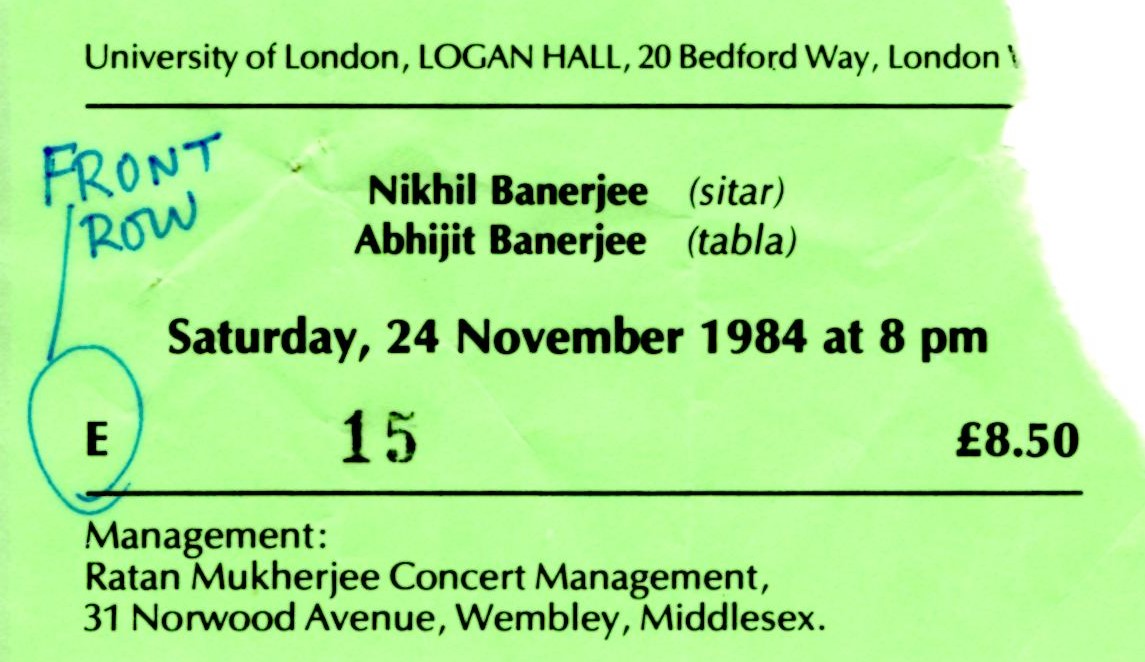 University of London, LOGAN HALL, 20 Bedford Way, London
FRONT
ROW
Nikhil Banerjee (sitar)
Abhijit Banerjee (tabla)
Saturday, 24 November 1984 at 8 pm
E 15 £8.50
Management:
Ratan Mukherjee Concert Management,
31 Norwood Avenue, Wembley, Middlesex.